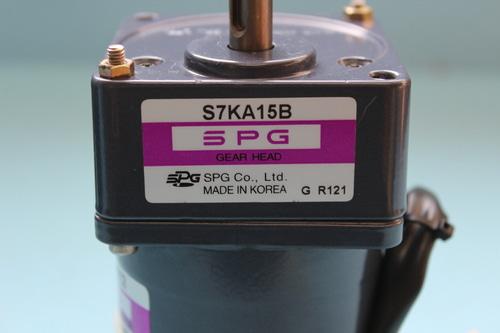 S7KA15B
SPG
GEAR HEAD
SPG SPG Co., Ltd.
MADE IN KOREA G R121